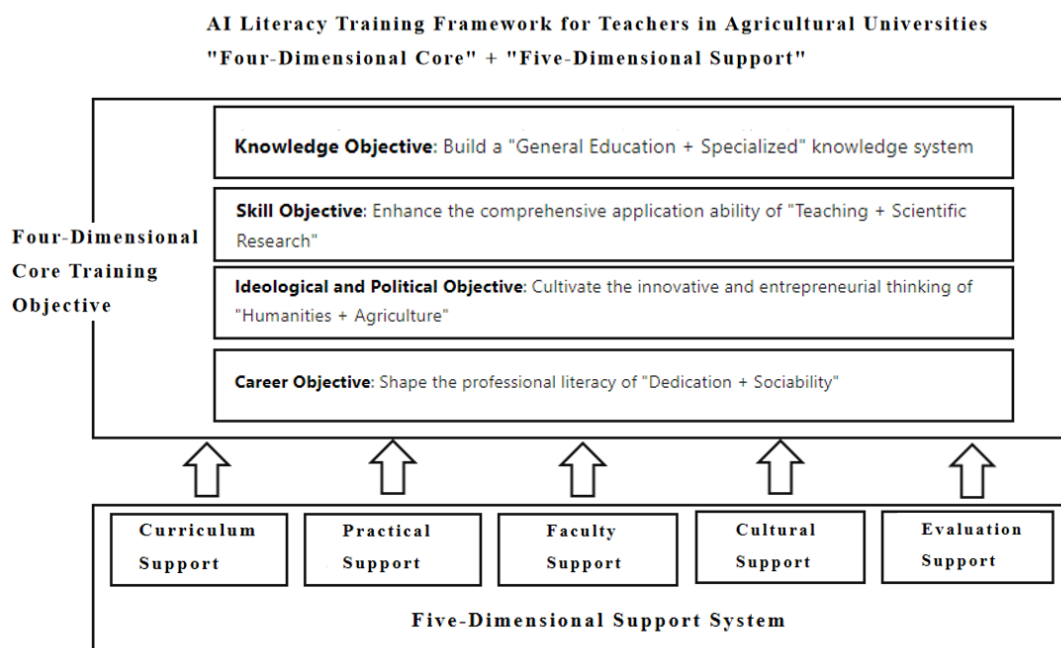 AI Literacy Training Framework for Teachers in Agricultural Universities
"Four-Dimensional Core" + "Five-Dimensional Support"
Four-Dimensional
Core Training
Objective
Knowledge Objective: Build a "General Education + Specialized" knowledge system
Skill Objective: Enhance the comprehensive application ability of "Teaching + Scientific
Research"
Ideological and Political Objective: Cultivate the innovative and entrepreneurial thinking of
"Humanities + Agriculture"
Career Objective: Shape the professional literacy of "Dedication + Sociability"
Curriculum
Support
Practical
Support
Faculty
Support
Cultural
Support
Evaluation
Support
Five-Dimensional Support System